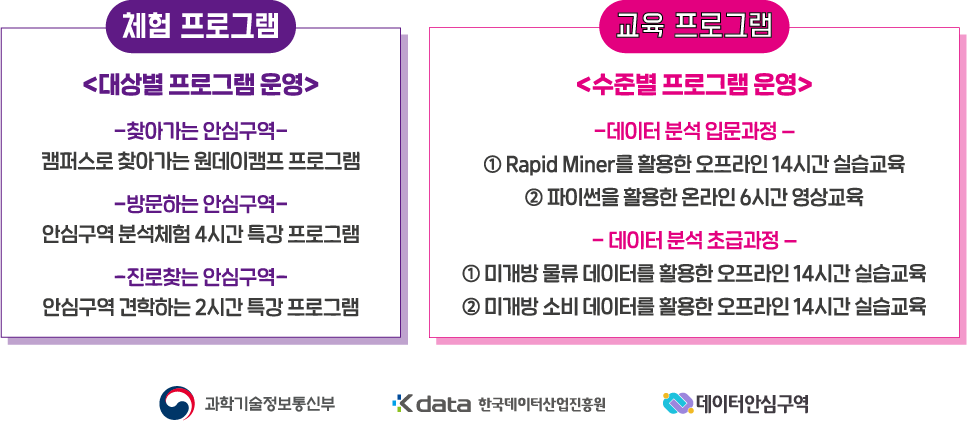 체험 프로그램
<대상별 프로그램 운영>
-찾아가는 안심구역-
캠퍼스로 찾아가는 원데이캠프 프로그램
-방문하는 안심구역-
안심구역 분석체험 4시간 특강 프로그램
-진로찾는 안심구역-
안심구역 견학하는 2시간 특강 프로그램
교육 프로그램
<수준별 프로그램 운영>
-데이터 분석 입문과정 –
① Rapid Miner를 활용한 오프라인 14시간 실습교육
② 파이썬을 활용한 온라인 6시간 영상교육
- 데이터 분석 초급과정 –
① 미개방 물류 데이터를 활용한 오프라인 14시간 실습교육
② 미개방 소비 데이터를 활용한 오프라인 14시간 실습교육
과학기술정보통신부
K data 한국데이터산업진흥원
데이터안심구역